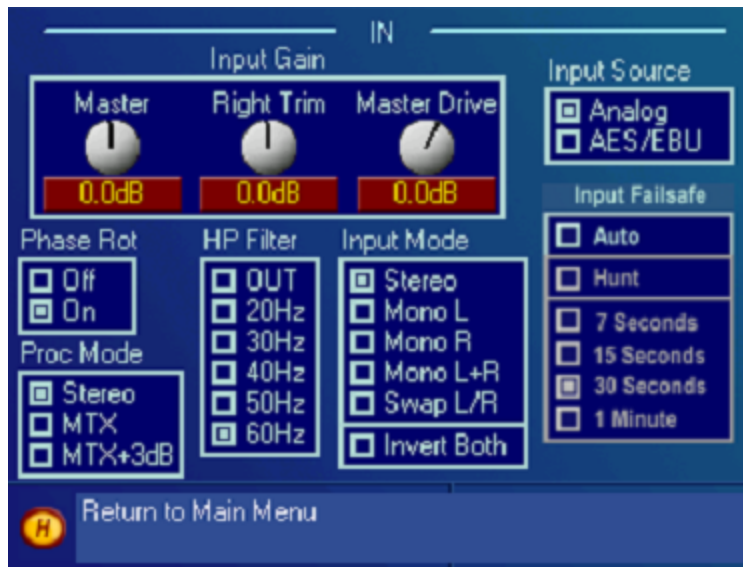 IN
Input Gain
Master
Right Trim
Master Drive
0.0dB
0.0dB
0.0dB
Input Source
Analog
AES/EBU
Input Failsafe
Auto
Hunt
7 Seconds
15 Seconds
30 Seconds
1 Minute
Phase Rot
Off
On
HP Filter
OUT
20Hz
30Hz
40Hz
50Hz
60Hz
Input Mode
Stereo
Mono L
Mono R
Mono L+R
Swap L/R
Invert Both
Proc Mode
Stereo
MTX
MTX+3dB
H
Return to Main Menu